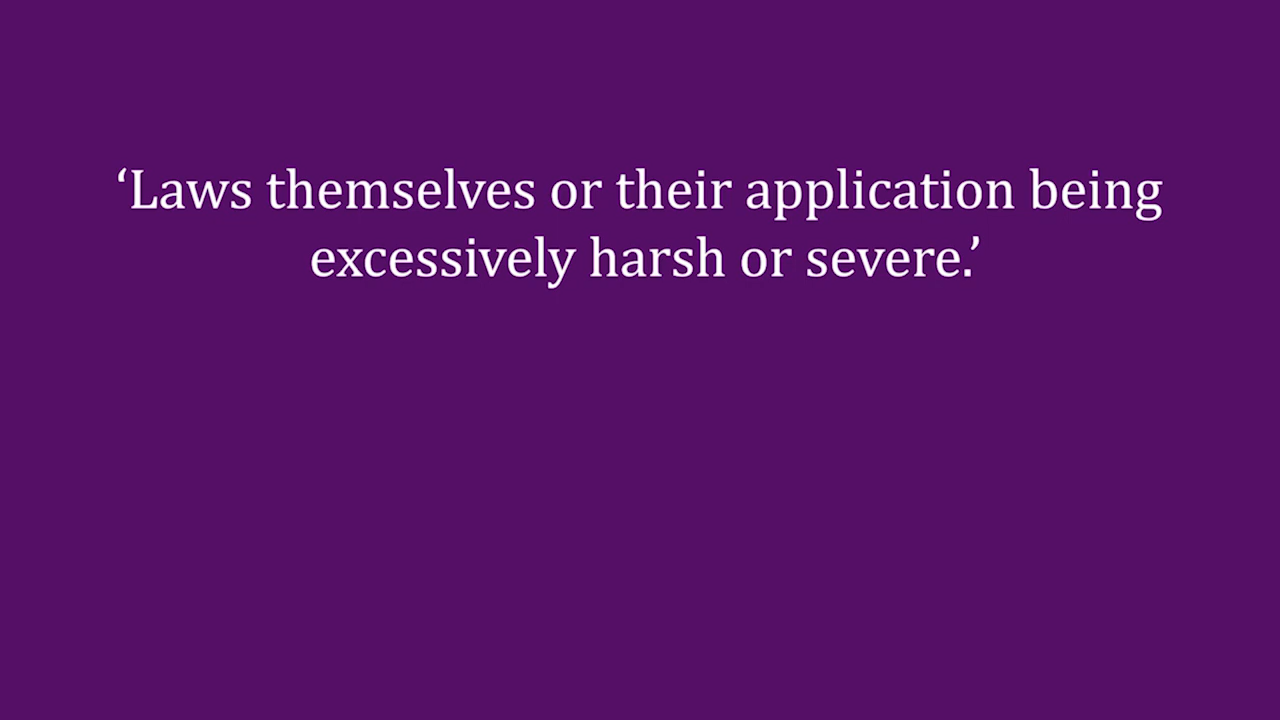 ‘Laws themselves or their application being
excessively harsh or severe.’